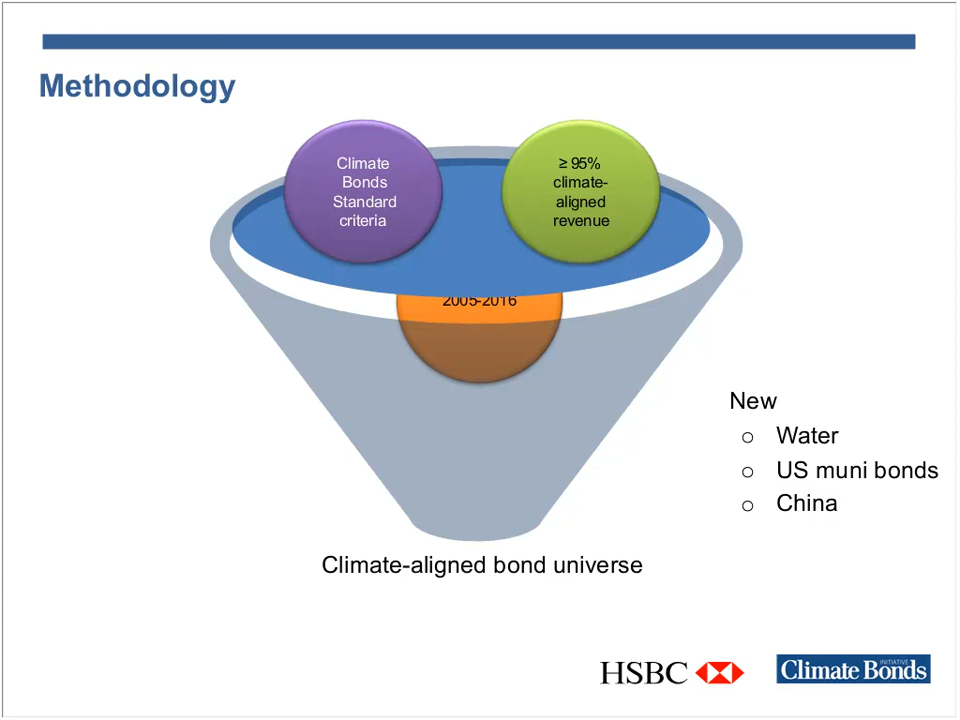 Methodology
Climate
Bonds
Standard
criteria
≥ 95%
climate-
aligned
revenue
2005-2016
New
○ Water
○ US muni bonds
○ China
Climate-aligned bond universe
HSBC
INITIATIVE
Climate Bonds